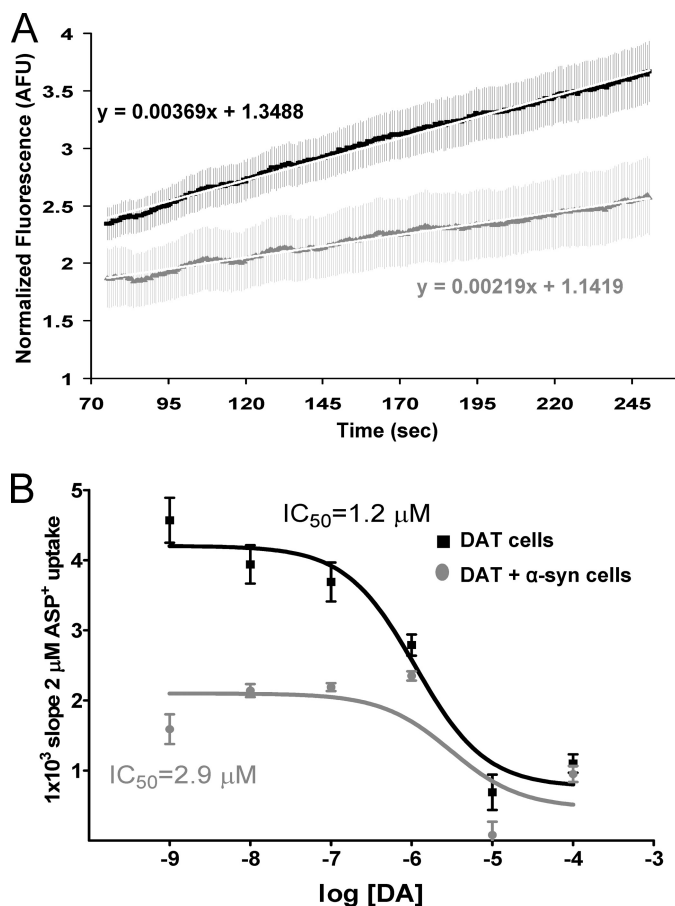 A
Normalized Fluorescence (AFU)
4
3.5
3
2.5
2
1.5
1
y = 0.00369x + 1.3488
y = 0.00219x + 1.1419
70 95 120 145 170 195 220 245
Time (sec)
B
1x10³ slope 2 μM ASP⁺ uptake
5
4
3
2
1
IC₅₀=1.2 μM
DAT cells
DAT + α-syn cells
IC₅₀=2.9 μM
-9 -8 -7 -6 -5 -4 -3
log [DA]